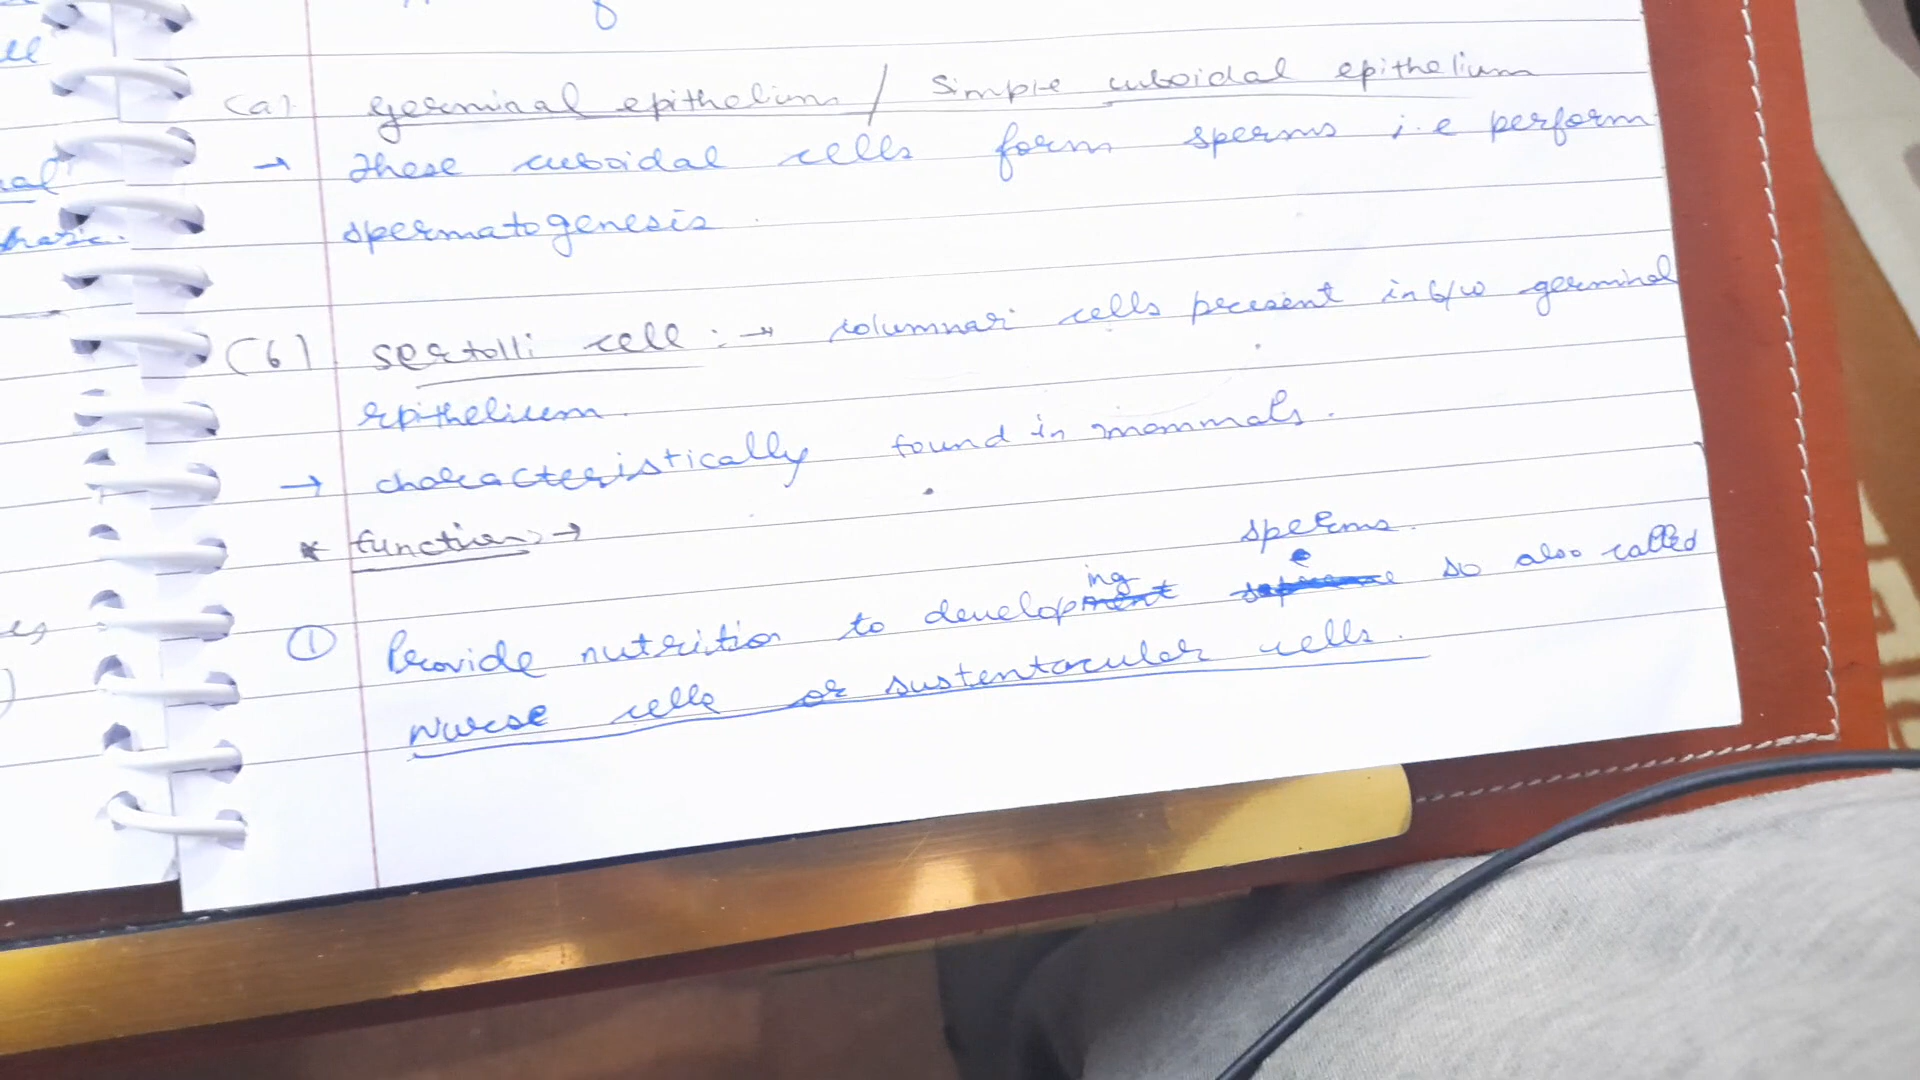 (a). germinal epithelium / Simple cuboidal epithelium
→ these cuboidal cells form sperms i.e perform
spermatogenesis.
(b) sertolli cell :→ columnar cells present in b/w germinal
epithelium.
→ characteristically found in mammals.
* function :→
sperms.
① Provide nutrition to developing so also called
Nurse cells or sustentacular cells.